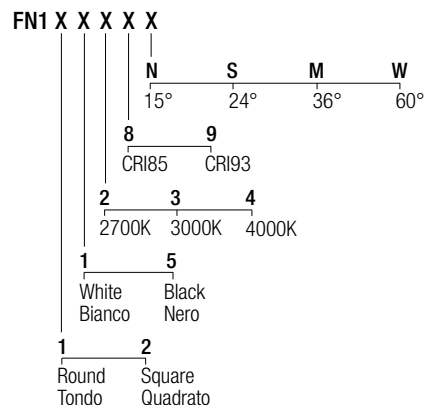 FN1 X X X X X
N S M W
15° 24° 36° 60°
8 9
CRI85 CRI93
2 3 4
2700K 3000K 4000K
1 5
White Black
Bianco Nero
1 2
Round Square
Tondo Quadrato